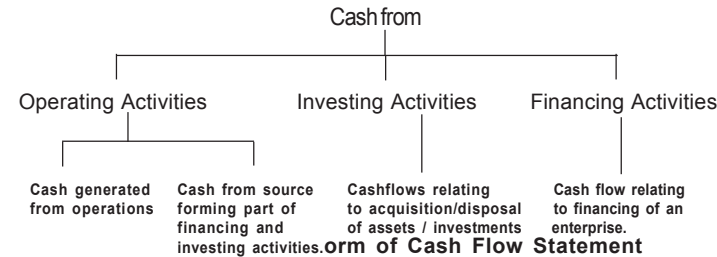 Cash from
Operating Activities
Investing Activities
Financing Activities
Cash generated
from operations
Cash from source
forming part of
financing and
investing activities.
Cashflows relating
to acquisition/disposal
of assets / investments
Cash flow relating
to financing of an
enterprise.
orm of Cash Flow Statement